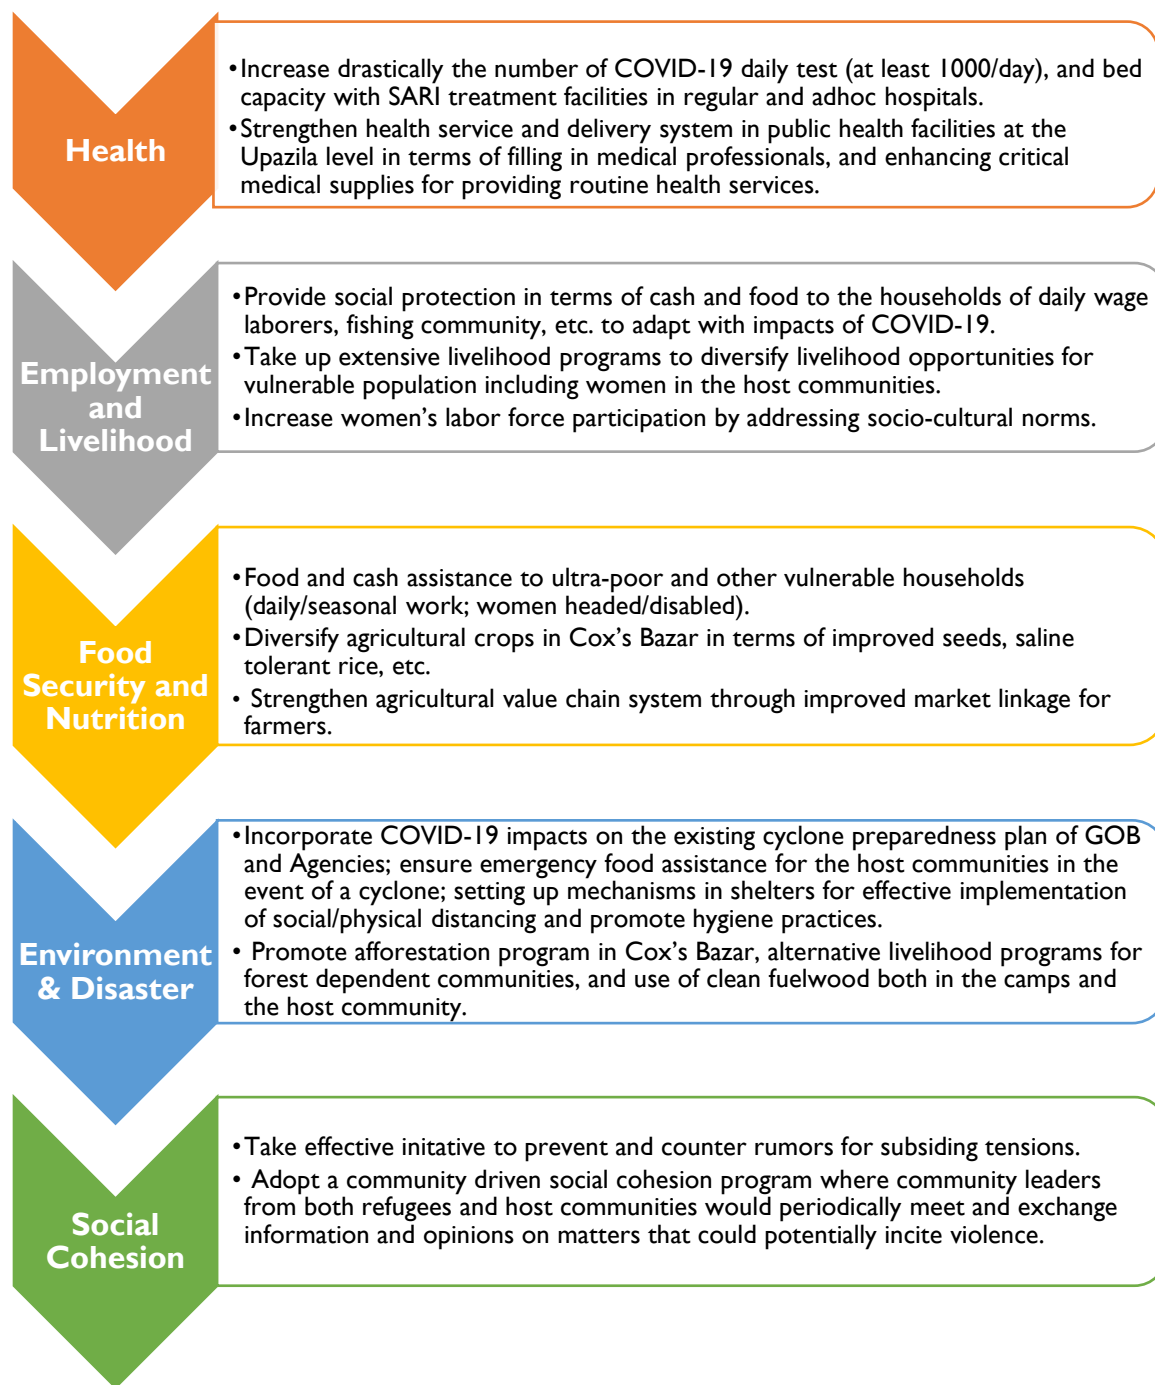 Health
•Increase drastically the number of COVID-19 daily test (at least 1000/day), and bed
capacity with SARI treatment facilities in regular and adhoc hospitals.
•Strengthen health service and delivery system in public health facilities at the
Upazila level in terms of filling in medical professionals, and enhancing critical
medical supplies for providing routine health services.
Employment
and
Livelihood
•Provide social protection in terms of cash and food to the households of daily wage
laborers, fishing community, etc. to adapt with impacts of COVID-19.
•Take up extensive livelihood programs to diversify livelihood opportunities for
vulnerable population including women in the host communities.
•Increase women’s labor force participation by addressing socio-cultural norms.
Food
Security and
Nutrition
•Food and cash assistance to ultra-poor and other vulnerable households
(daily/seasonal work; women headed/disabled).
•Diversify agricultural crops in Cox’s Bazar in terms of improved seeds, saline
tolerant rice, etc.
• Strengthen agricultural value chain system through improved market linkage for
farmers.
Environment
& Disaster
•Incorporate COVID-19 impacts on the existing cyclone preparedness plan of GOB
and Agencies; ensure emergency food assistance for the host communities in the
event of a cyclone; setting up mechanisms in shelters for effective implementation
of social/physical distancing and promote hygiene practices.
• Promote afforestation program in Cox’s Bazar, alternative livelihood programs for
forest dependent communities, and use of clean fuelwood both in the camps and
the host community.
Social
Cohesion
•Take effective initative to prevent and counter rumors for subsiding tensions.
• Adopt a community driven social cohesion program where community leaders
from both refugees and host communities would periodically meet and exchange
information and opinions on matters that could potentially incite violence.